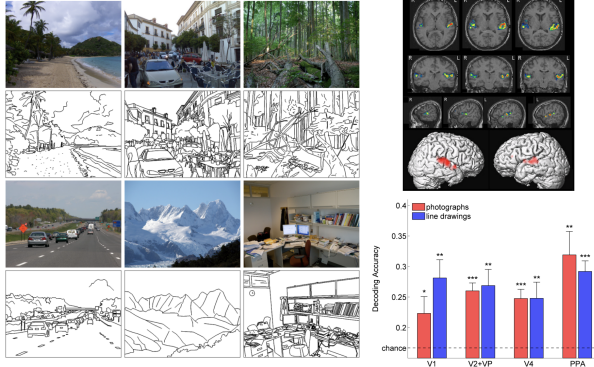 R L
R L
R R L L
photographs
line drawings
Decoding Accuracy
0.4
0.35
0.3
0.25
0.2
chance
* ** *** ** *** ** ** ***
V1 V2+VP V4 PPA